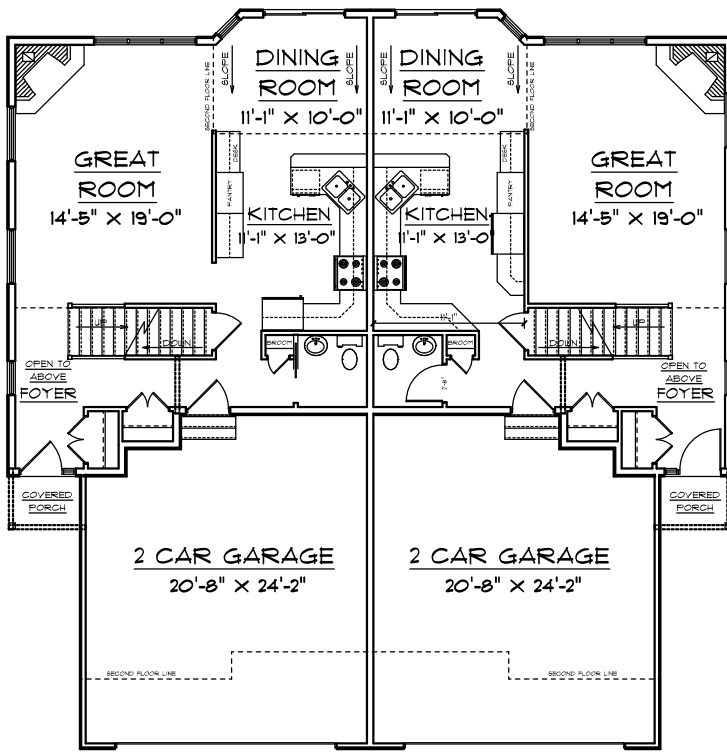 DINING
ROOM
11'-1" X 10'-0"
DINING
ROOM
11'-1" X 10'-0"
SLOPE
SLOPE
SLOPE
SLOPE
SECOND FLOOR LINE
SECOND FLOOR LINE
GREAT
ROOM
14'-5" X 19'-0"
GREAT
ROOM
14'-5" X 19'-0"
DESK
PANTRY
DESK
PANTRY
KITCHEN
11'-1" X 13'-0"
KITCHEN
11'-1" X 13'-0"
11'-1"
UP
DOWN
DOWN
UP
BROOM
BROOM
2'-8"
OPEN TO
ABOVE
FOYER
OPEN TO
ABOVE
FOYER
COVERED
PORCH
COVERED
PORCH
2 CAR GARAGE
20'-8" X 24'-2"
2 CAR GARAGE
20'-8" X 24'-2"
SECOND FLOOR LINE
SECOND FLOOR LINE